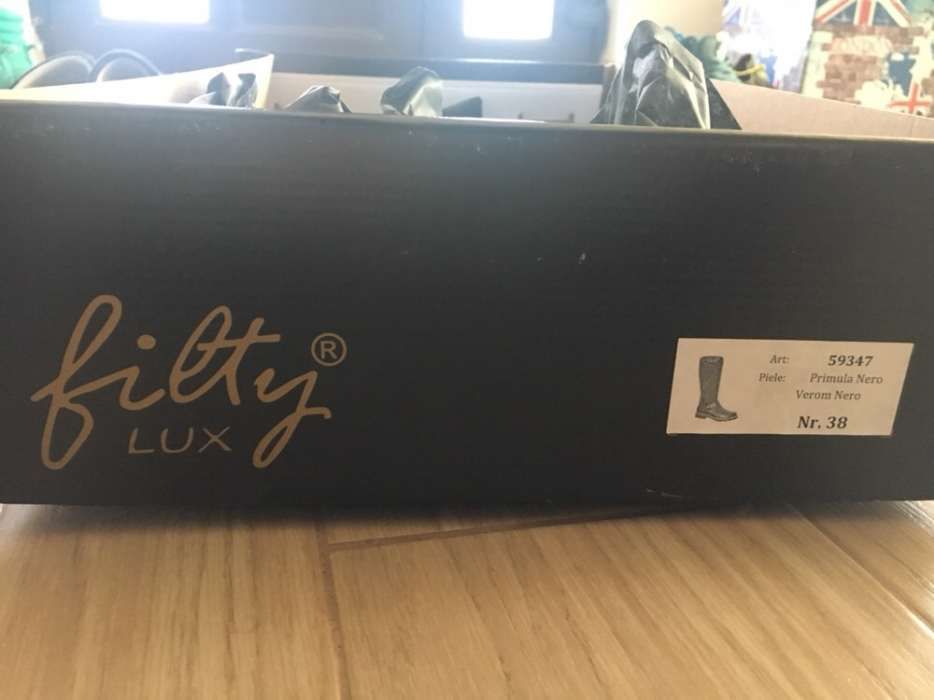 filty®
LUX
Art: 59347
Piele: Primula Nero
Verom Nero
Nr. 38